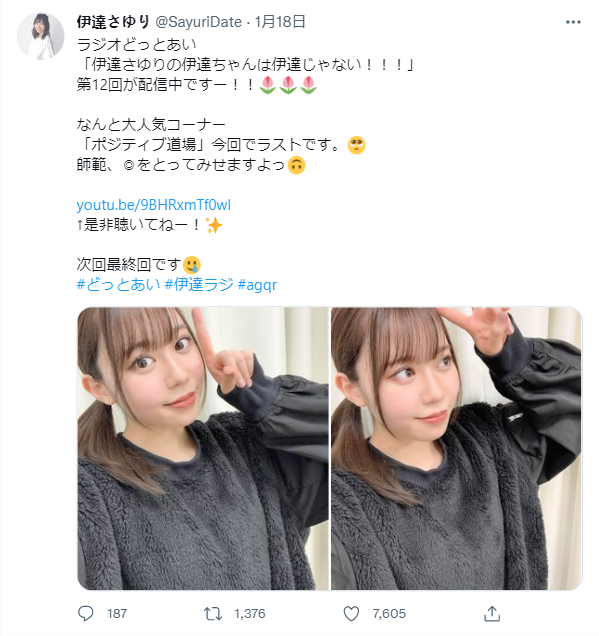 伊達さゆり @SayuriDate · 1月18日
ラジオどっとあい
「伊達さゆりの伊達ちゃんは伊達じゃない！！！」
第12回が配信中ですー！！🌷🌷🌷
なんと大人気コーナー
「ポジティブ道場」今回でラストです。🥺
師範、◎をとってみせますよっ🙃
youtu.be/9BHRxmTf0wI
↑是非聴いてねー！✨
次回最終回です🥲
#どっとあい #伊達ラジ #agqr
187 1,376 7,605